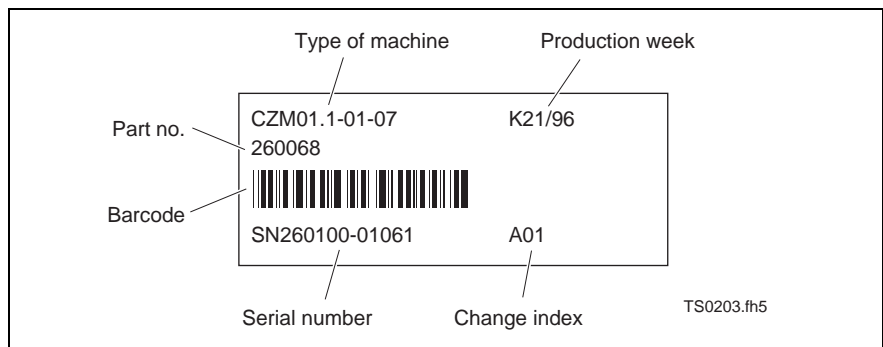 Type of machine Production week
CZM01.1-01-07 K21/96
Part no. 260068
Barcode
SN260100-01061 A01
Serial number Change index
TS0203.fh5